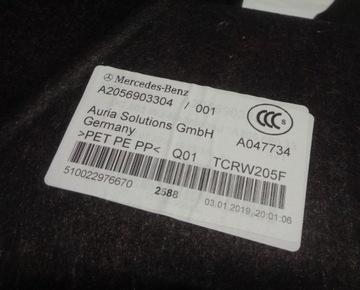 Mercedes-Benz
A2056903304 / 001
CCC S
Auria Solutions GmbH
Germany
A047734
>PET PE PP< Q01 TCRW205F
510022976670
2588
03.01.2019, 20:01:06